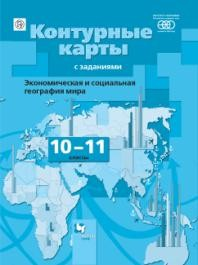 Контурные
карты
с заданиями
Экономическая и социальная
география мира
10–11
классы